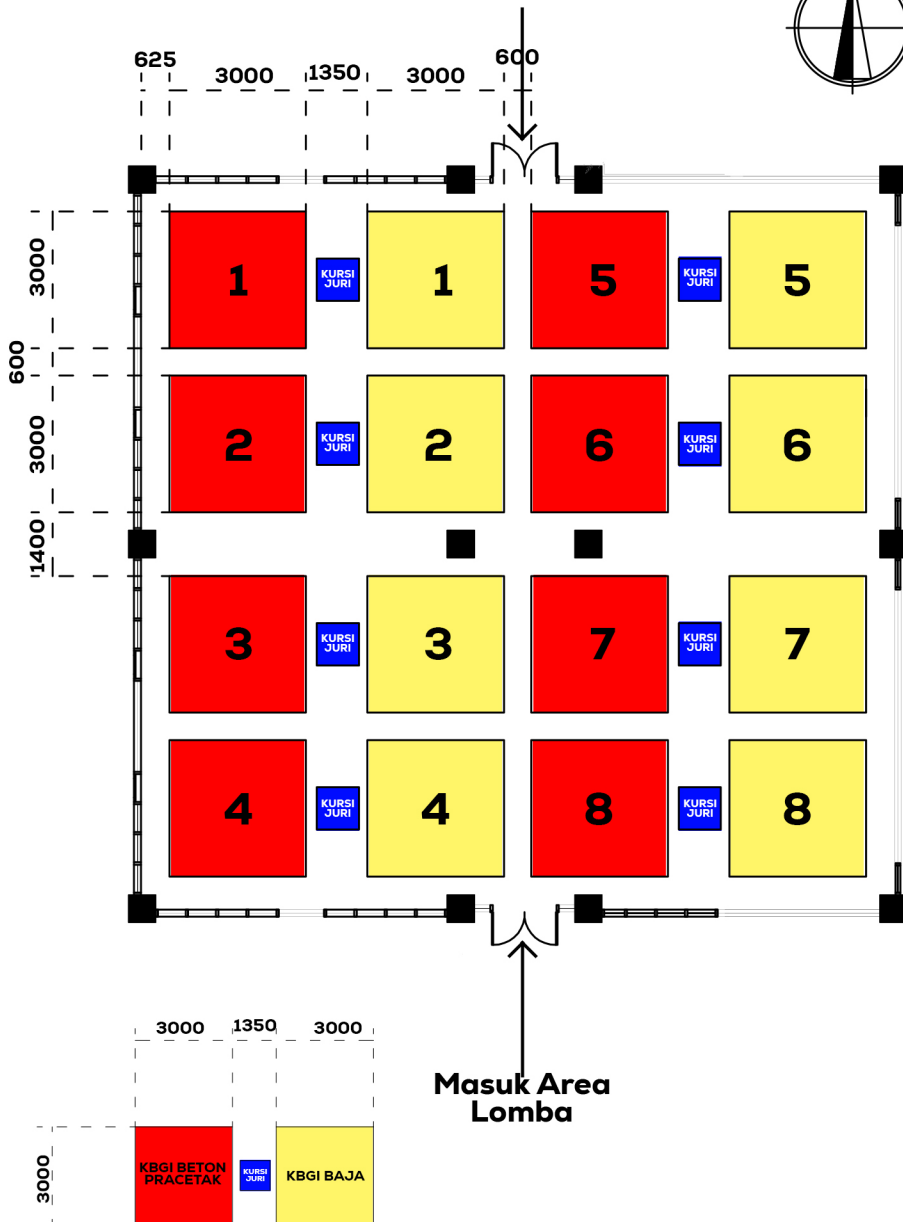 625
3000
1350
3000
600
3000
600
3000
1400
1
KURSI
JURI
1
5
KURSI
JURI
5
2
KURSI
JURI
2
6
KURSI
JURI
6
3
KURSI
JURI
3
7
KURSI
JURI
7
4
KURSI
JURI
4
8
KURSI
JURI
8
Masuk Area
Lomba
3000
1350
3000
3000
KBGI BETON
PRACETAK
KURSI
JURI
KBGI BAJA